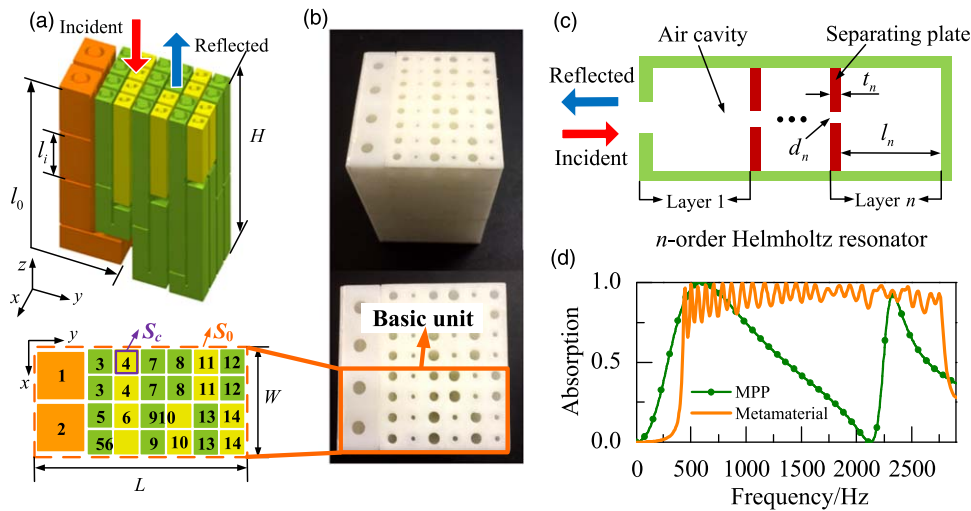 (a)
Incident
Reflected
l_i
l_0
H
z
x
y
y
x
S_c
S_0
1
2
3 4 7 8 11 12
3 4 7 8 11 12
5 6 910 13 14
56 9 10 13 14
W
L
(b)
Basic unit
(c)
Air cavity
Separating plate
Reflected
Incident
t_n
d_n
l_n
Layer 1
Layer n
n-order Helmholtz resonator
(d)
Absorption
1.0
0.5
0.0
MPP
Metamaterial
0 500 1000 1500 2000 2500
Frequency/Hz